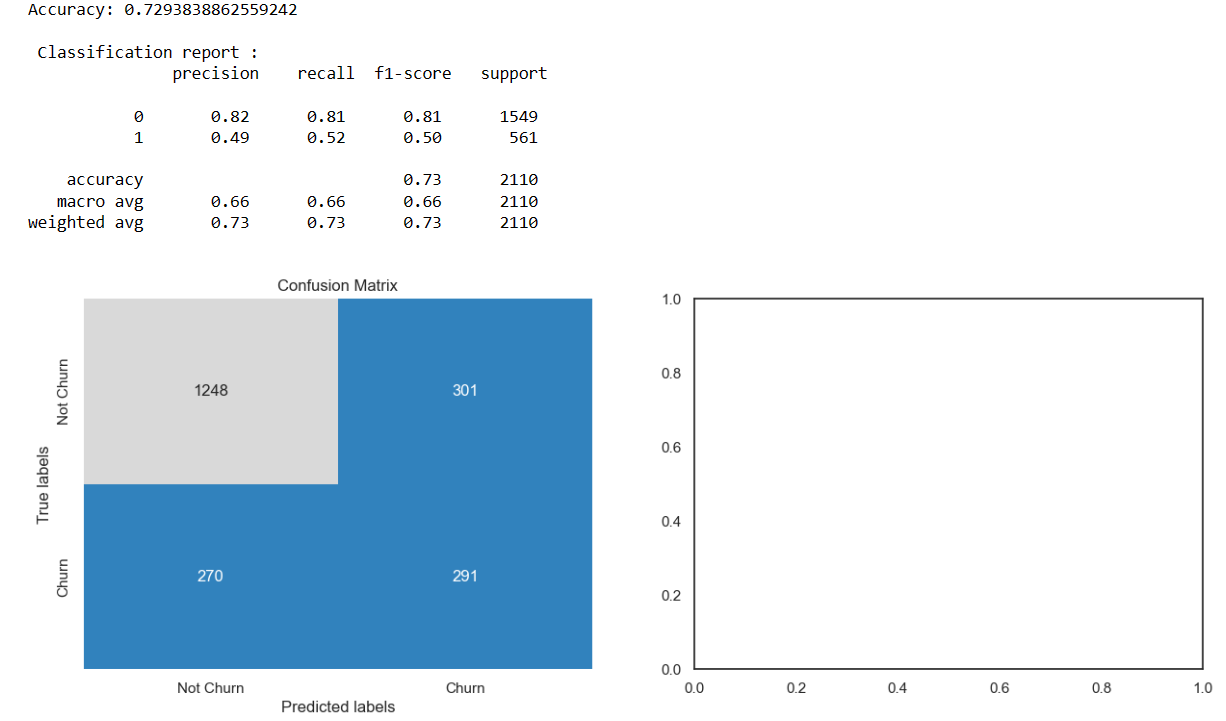 Accuracy: 0.7293838862559242
Classification report :
precision recall f1-score support
0 0.82 0.81 0.81 1549
1 0.49 0.52 0.50 561
accuracy 0.73 2110
macro avg 0.66 0.66 0.66 2110
weighted avg 0.73 0.73 0.73 2110
Confusion Matrix
True labels
Not Churn
Churn
1248 301
270 291
Not Churn Churn
Predicted labels
1.0
0.8
0.6
0.4
0.2
0.0
0.0 0.2 0.4 0.6 0.8 1.0